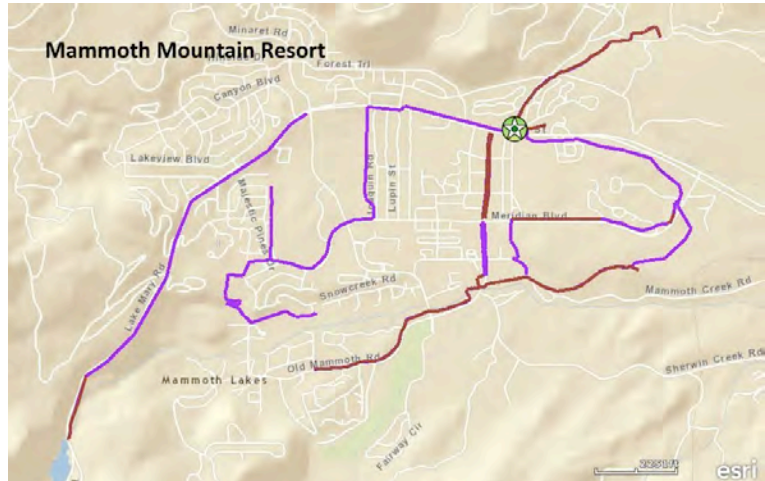 Minaret Rd
Mammoth Mountain Resort
Forest Trl
Canyon Blvd
Lakeview Blvd
Majestic Pines Dr
Lupin St
Meridian Blvd
Snowcreek Rd
Lake Mary Rd
Mammoth Creek Rd
Old Mammoth Rd
Sherwin Creek Rd
Mammoth Lakes
Fairway Cir
esri